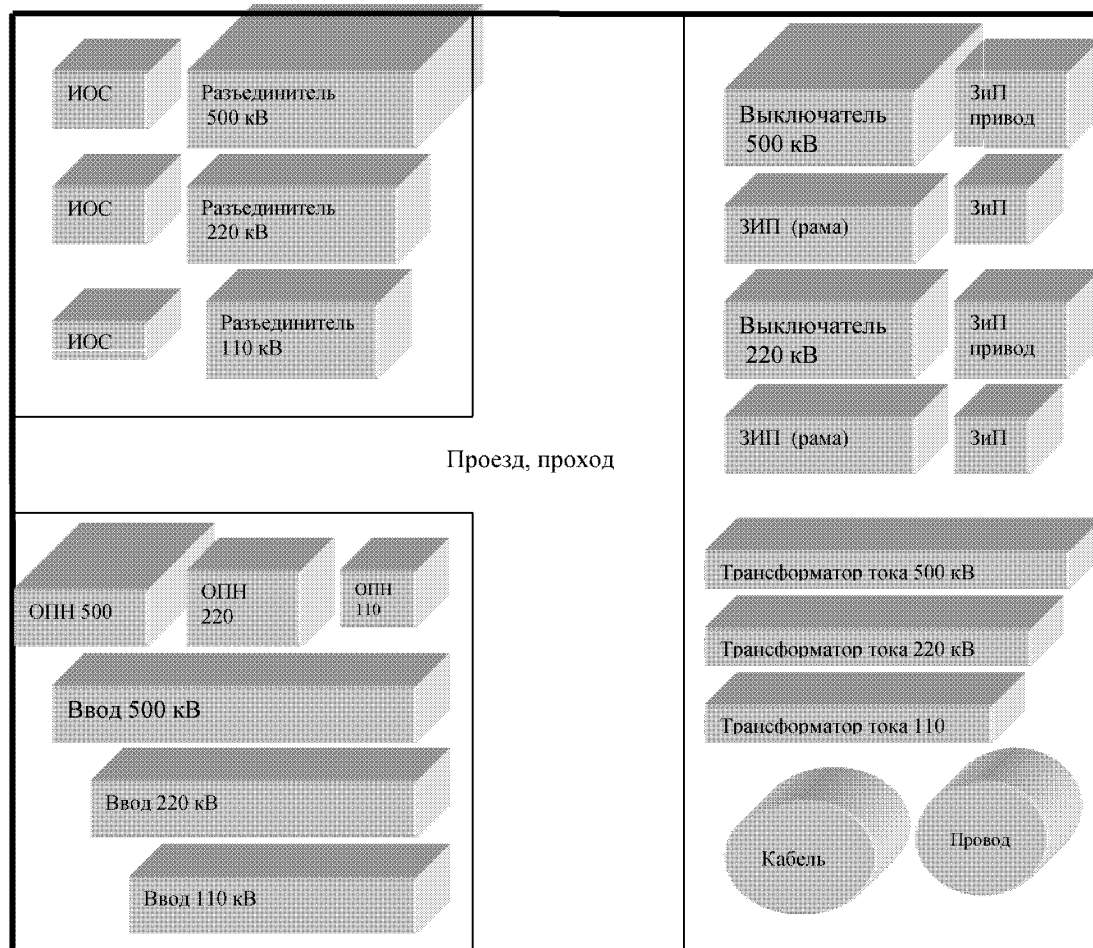 ИОС
Разъединитель
500 кВ
ИОС
Разъединитель
220 кВ
ИОС
Разъединитель
110 кВ
Выключатель
500 кВ
ЗиП
привод
ЗИП (рама)
ЗиП
Выключатель
220 кВ
ЗиП
привод
ЗИП (рама)
ЗиП
Проезд, проход
ОПН 500
ОПН
220
ОПН
110
Ввод 500 кВ
Ввод 220 кВ
Ввод 110 кВ
Трансформатор тока 500 кВ
Трансформатор тока 220 кВ
Трансформатор тока 110
Кабель
Провод